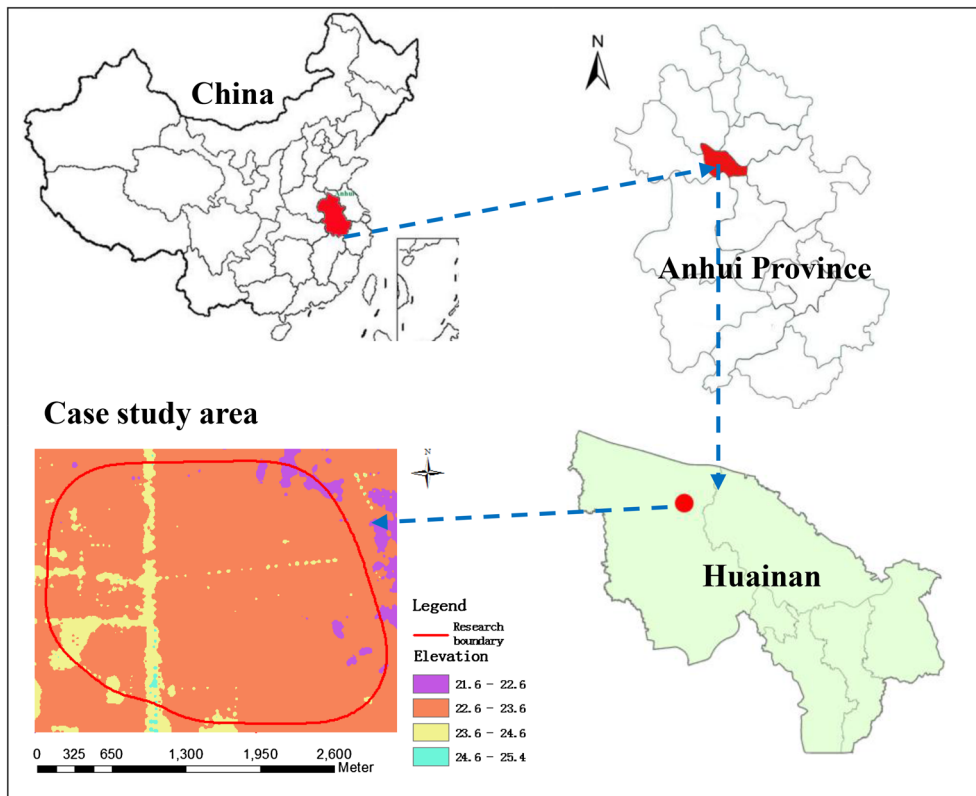 China
Anhui
N
Anhui Province
Case study area
N
Huainan
Legend
Research
boundary
Elevation
21.6 - 22.6
22.6 - 23.6
23.6 - 24.6
24.6 - 25.4
0 325 650 1,300 1,950 2,600
Meter